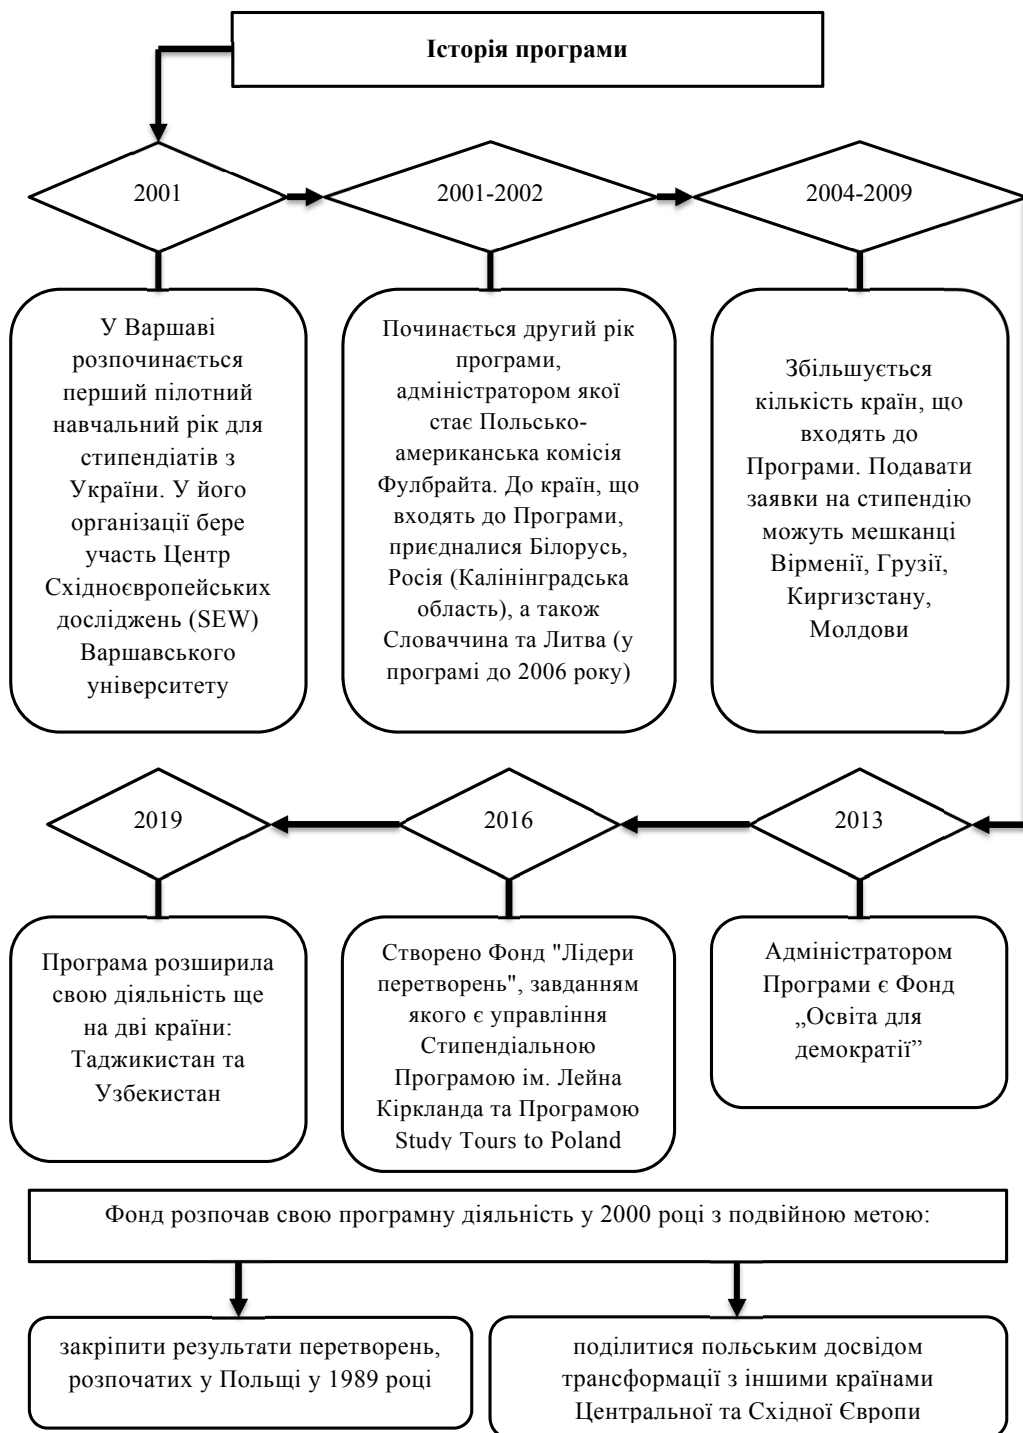 Історія програми
2001
У Варшаві
розпочинається
перший пілотний
навчальний рік для
стипендіатів з
України. У його
організації бере
участь Центр
Східноєвропейських
досліджень (SEW)
Варшавського
університету
2001-2002
Починається другий рік
програми,
адміністратором якої
стає Польсько-
американська комісія
Фулбрайта. До країн, що
входять до Програми,
приєдналися Білорусь,
Росія (Калінінградська
область), а також
Словаччина та Литва (у
програмі до 2006 року)
2004-2009
Збільшується
кількість країн, що
входять до
Програми. Подавати
заявки на стипендію
можуть мешканці
Вірменії, Грузії,
Киргизстану,
Молдови
2013
Адміністратором
Програми є Фонд
„Освіта для
демократії”
2016
Створено Фонд "Лідери
перетворень", завданням
якого є управління
Стипендіальною
Програмою ім. Лейна
Кіркланда та Програмою
Study Tours to Poland
2019
Програма розширила
свою діяльність ще
на дві країни:
Таджикистан та
Узбекистан
Фонд розпочав свою програмну діяльність у 2000 році з подвійною метою:
закріпити результати перетворень,
розпочатих у Польщі у 1989 році
поділитися польським досвідом
трансформації з іншими країнами
Центральної та Східної Європи